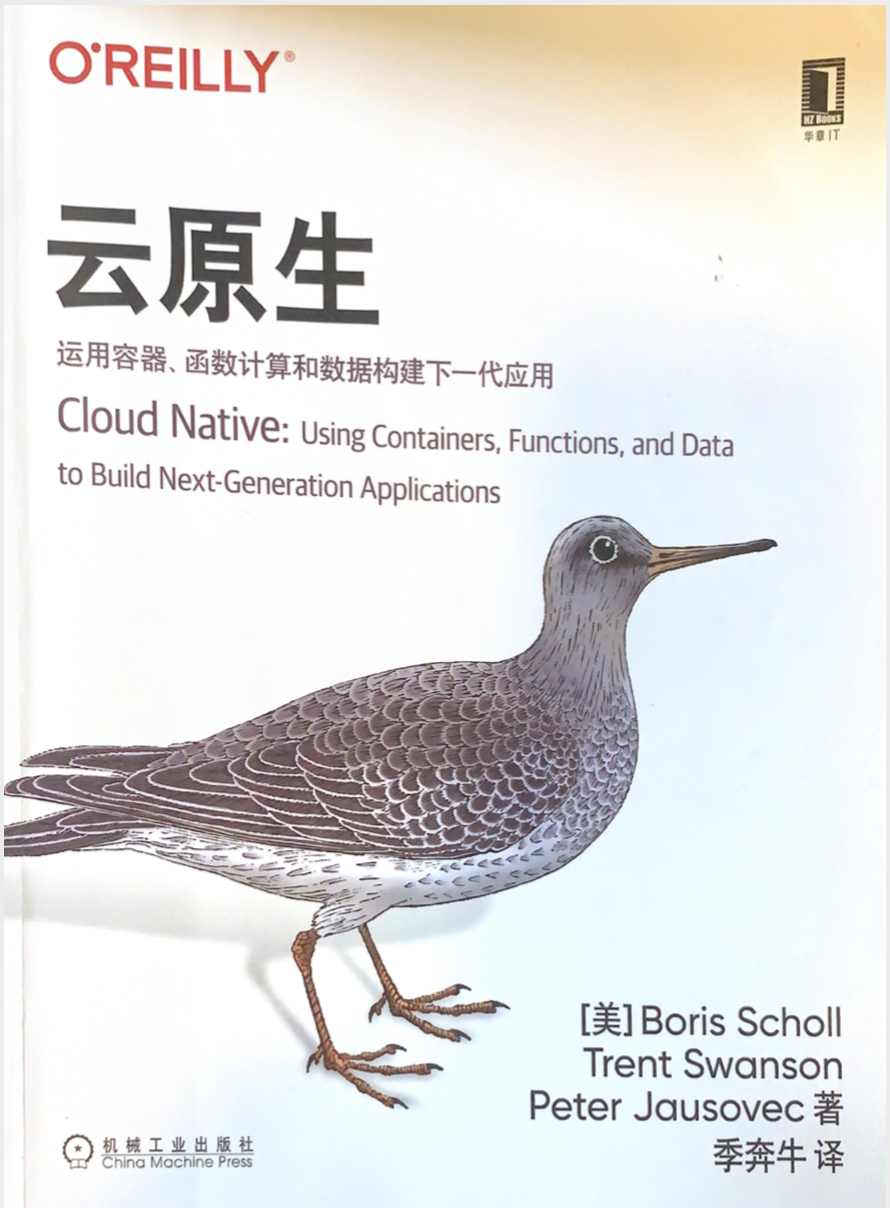 O'REILLY®
HZ BOOKS
华章IT
云原生
运用容器、函数计算和数据构建下一代应用
Cloud Native: Using Containers, Functions, and Data
to Build Next-Generation Applications
[美] Boris Scholl
Trent Swanson
Peter Jausovec 著
季奔牛 译
机械工业出版社
China Machine Press